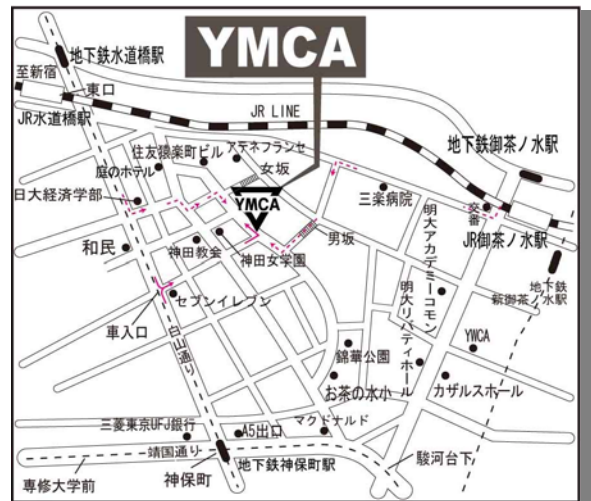 YMCA
地下鉄水道橋駅
至新宿
東口
JR LINE
JR水道橋駅
地下鉄御茶ノ水駅
住友猿楽町ビル
アテネフランセ
庭のホテル
女坂
三楽病院
交番
日大経済学部
YMCA
JR御茶ノ水駅
和民
神田教会
神田女学園
男坂
明大アカデミーコモン
地下鉄
新御茶ノ水駅
セブンイレブン
車入口
白山通り
明大リバティホール
YWCA
錦華公園
お茶の水小
カザルスホール
三菱東京UFJ銀行
A5出口
マクドナルド
靖国通り
地下鉄神保町駅
駿河台下
専修大学前
神保町